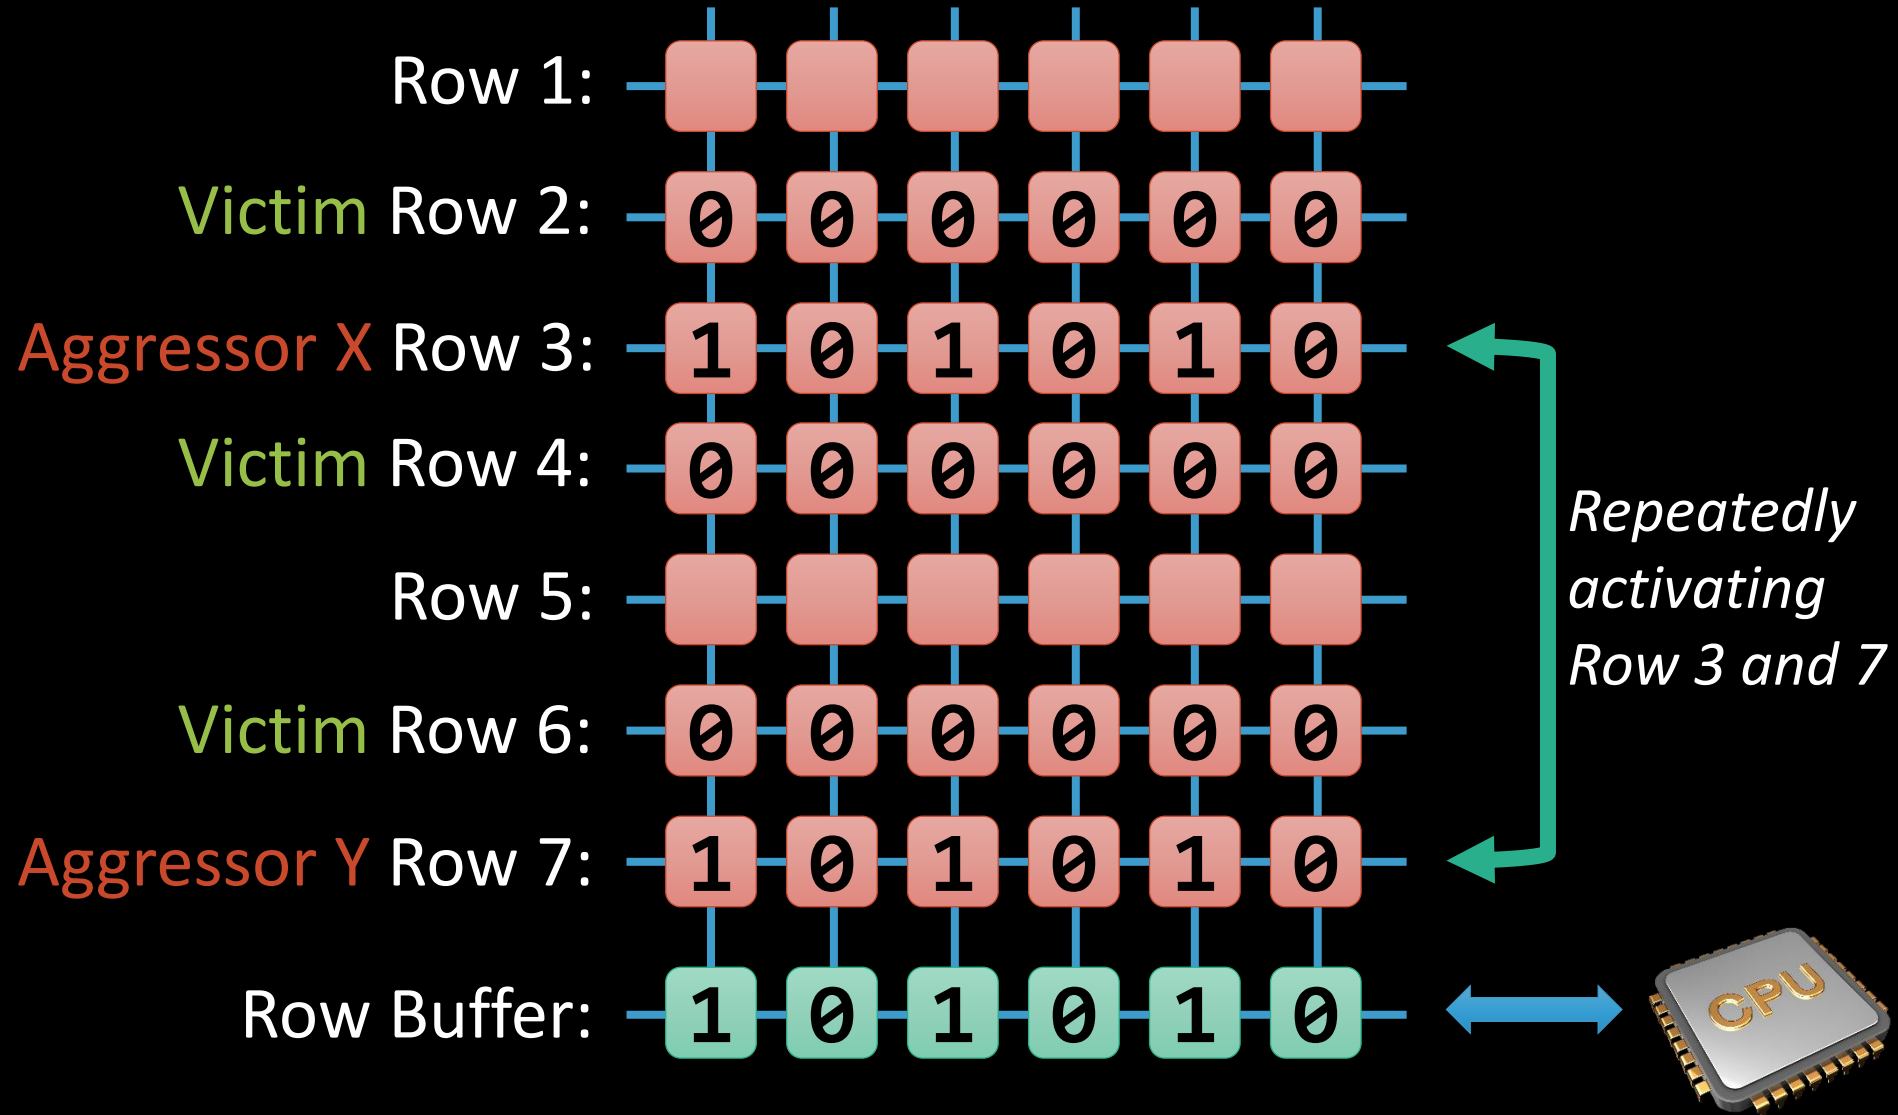 Row 1:
Victim Row 2: 0 0 0 0 0 0
Aggressor X Row 3: 1 0 1 0 1 0
Victim Row 4: 0 0 0 0 0 0
Row 5:
Victim Row 6: 0 0 0 0 0 0
Aggressor Y Row 7: 1 0 1 0 1 0
Row Buffer: 1 0 1 0 1 0
Repeatedly
activating
Row 3 and 7
CPU